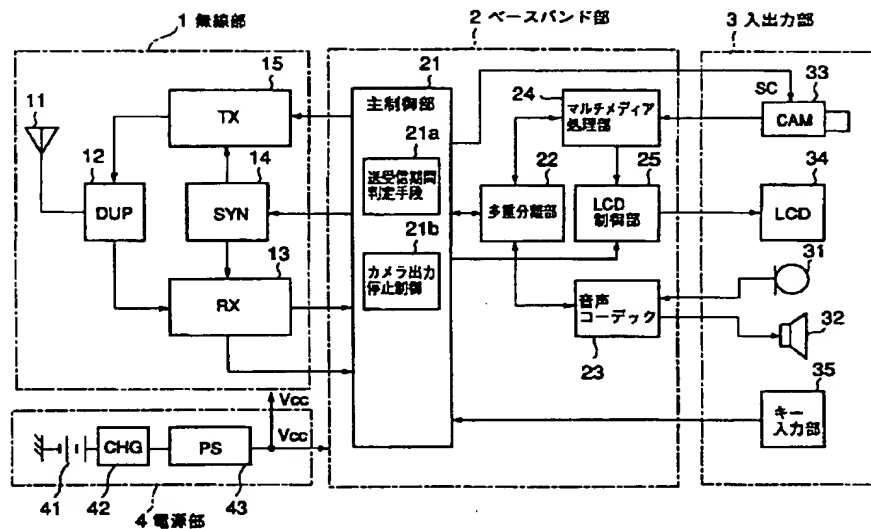 1 無線部
2 ベースバンド部
3 入出力部
11
15
TX
12
DUP
14
SYN
13
RX
21
主制御部
21a
送受信期間
判定手段
21b
カメラ出力
停止制御
24
マルチメディア
処理部
22
多重分離部
25
LCD
制御部
音声
コーデック
23
SC
33
CAM
34
LCD
31
32
35
キー
入力部
Vcc
Vcc
CHG
PS
41
42
43
4 電源部